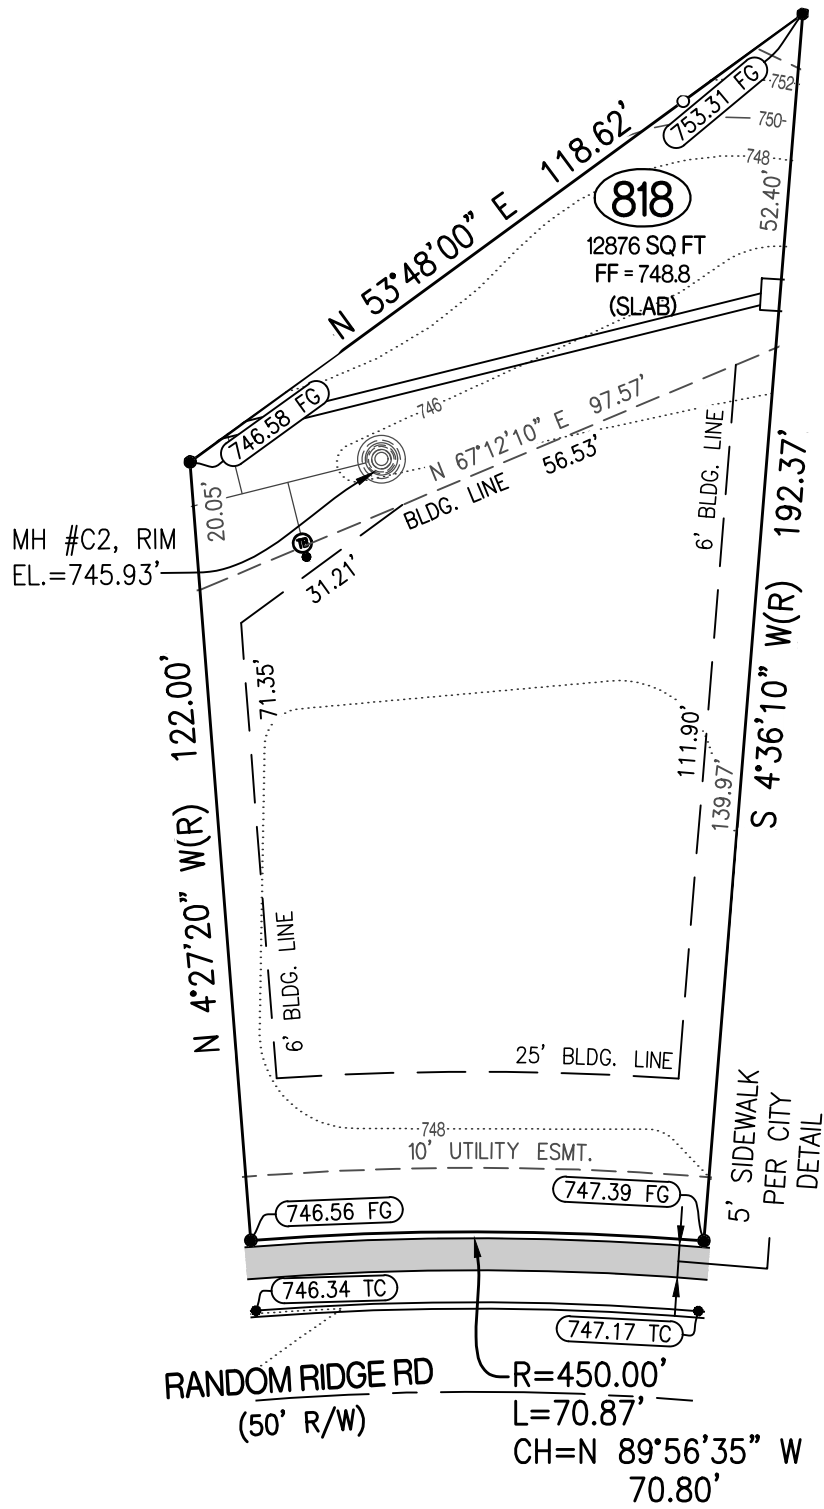 752
753.31 FG
750
748
N 53°48'00" E 118.62'
818
52.40'
12876 SQ FT
FF = 748.8
(SLAB)
746.58 FG
746
N 67°12'10" E 97.57'
56.53'
BLDG. LINE
6' BLDG. LINE
192.37'
20.05'
MH #C2, RIM
EL.=745.93'
TB
31.21'
S 4°36'10" W(R)
122.00'
71.35'
111.90'
139.97'
N 4°27'20" W(R)
6' BLDG. LINE
25' BLDG. LINE
5' SIDEWALK
PER CITY
DETAIL
748
10' UTILITY ESMT.
747.39 FG
746.56 FG
746.34 TC
747.17 TC
RANDOM RIDGE RD
(50' R/W)
R=450.00'
L=70.87'
CH=N 89°56'35" W
70.80'